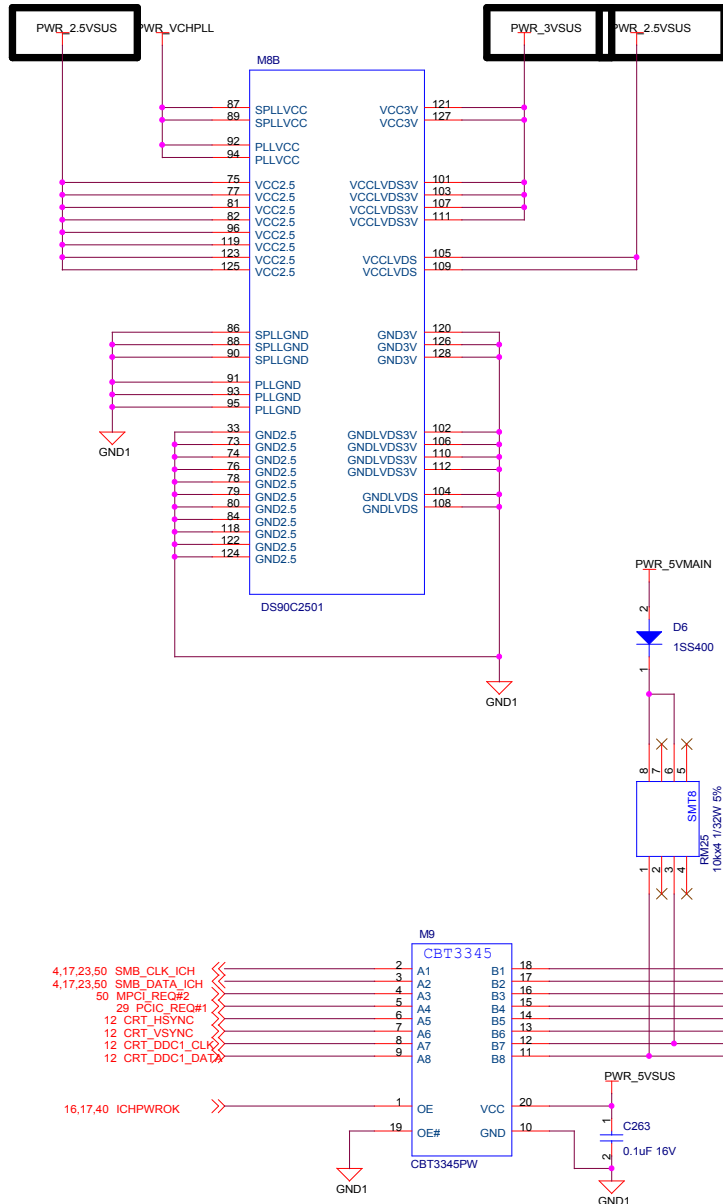 PWR_2.5VSUS PWR_VCHPLL PWR_3VSUS PWR_2.5VSUS
M8B
87 SPLLVCC VCC3V 121
89 SPLLVCC VCC3V 127
92 PLLVCC
94 PLLVCC
75 VCC2.5 VCCLVDS3V 101
77 VCC2.5 VCCLVDS3V 103
81 VCC2.5 VCCLVDS3V 107
82 VCC2.5 VCCLVDS3V 111
96 VCC2.5
119 VCC2.5
123 VCC2.5 VCCLVDS 105
125 VCC2.5 VCCLVDS 109
86 SPLLGND GND3V 120
88 SPLLGND GND3V 126
90 SPLLGND GND3V 128
91 PLLGND
93 PLLGND
95 PLLGND
33 GND2.5 GNDLVDS3V 102
73 GND2.5 GNDLVDS3V 106
74 GND2.5 GNDLVDS3V 110
76 GND2.5 GNDLVDS3V 112
78 GND2.5
79 GND2.5 GNDLVDS 104
80 GND2.5 GNDLVDS 108
84 GND2.5
118 GND2.5
122 GND2.5
124 GND2.5
GND1
DS90C2501
GND1
PWR_5VMAIN
2
D6
1SS400
1
8 7 6 5
SMT8
RM25
10kx4 1/32W 5%
1 2 3 4
M9
CBT3345
4,17,23,50 SMB_CLK_ICH 2 A1 B1 18
4,17,23,50 SMB_DATA_ICH 3 A2 B2 17
50 MPCI_REQ#2 4 A3 B3 16
29 PCIC_REQ#1 5 A4 B4 15
12 CRT_HSYNC 6 A5 B5 14
12 CRT_VSYNC 7 A6 B6 13
12 CRT_DDC1_CLK 8 A7 B7 12
12 CRT_DDC1_DATA 9 A8 B8 11
PWR_5VSUS
16,17,40 ICHPWROK 1 OE VCC 20
19 OE# GND 10
1 C263
2 0.1uF 16V
CBT3345PW
GND1
GND1